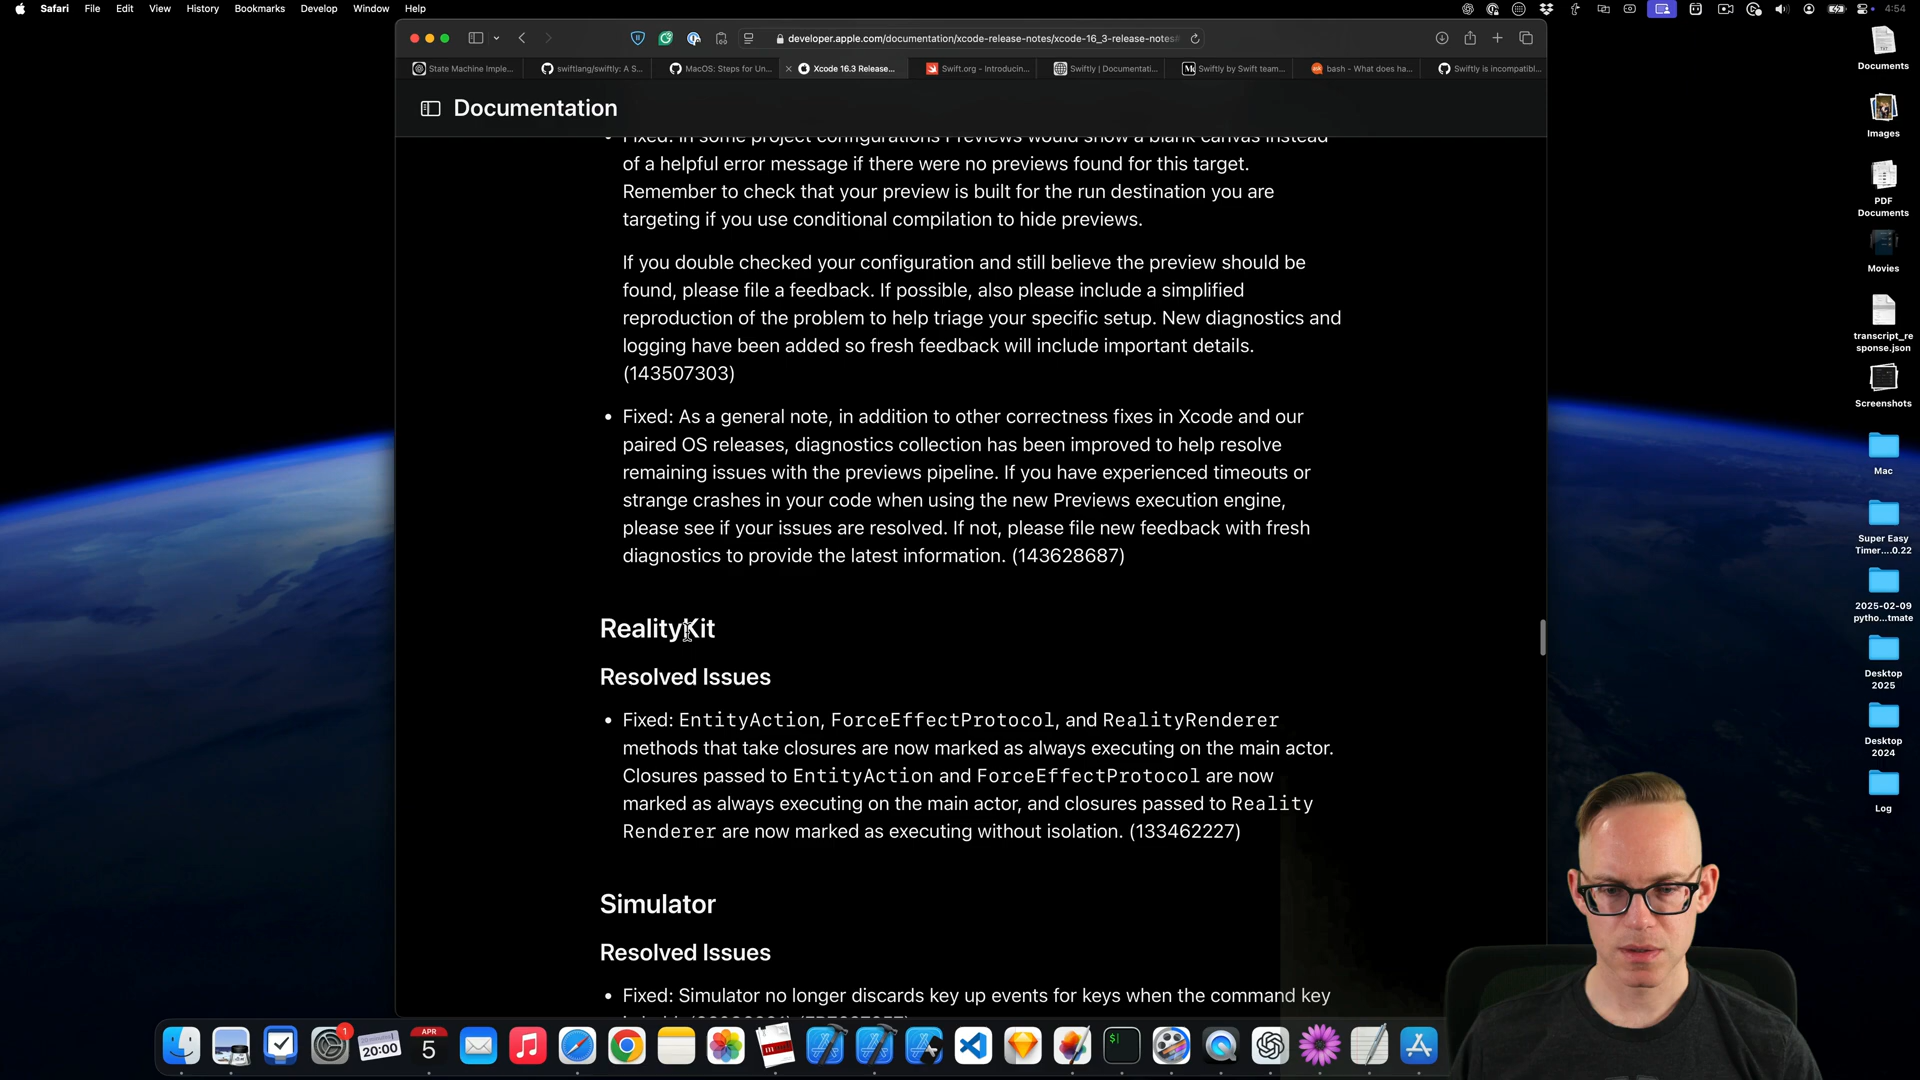 Safari File Edit View History Bookmarks Develop Window Help 4:54
developer.apple.com/documentation/xcode-release-notes/xcode-16_3-release-notes
State Machine Imple... swiftlang/swiftly: A S... MacOS: Steps for Un... Xcode 16.3 Release... Swift.org - Introducin... Swiftly | Documentati... Swiftly by Swift team... bash - What does ha... Swiftly is incompatibl...
Documentation
• Fixed: In some project configurations Previews would show a blank canvas instead
of a helpful error message if there were no previews found for this target.
Remember to check that your preview is built for the run destination you are
targeting if you use conditional compilation to hide previews.
If you double checked your configuration and still believe the preview should be
found, please file a feedback. If possible, also please include a simplified
reproduction of the problem to help triage your specific setup. New diagnostics and
logging have been added so fresh feedback will include important details.
(143507303)
• Fixed: As a general note, in addition to other correctness fixes in Xcode and our
paired OS releases, diagnostics collection has been improved to help resolve
remaining issues with the previews pipeline. If you have experienced timeouts or
strange crashes in your code when using the new Previews execution engine,
please see if your issues are resolved. If not, please file new feedback with fresh
diagnostics to provide the latest information. (143628687)
RealityKit
Resolved Issues
• Fixed: EntityAction, ForceEffectProtocol, and RealityRenderer
methods that take closures are now marked as always executing on the main actor.
Closures passed to EntityAction and ForceEffectProtocol are now
marked as always executing on the main actor, and closures passed to Reality
Renderer are now marked as executing without isolation. (133462227)
Simulator
Resolved Issues
• Fixed: Simulator no longer discards key up events for keys when the command key
Documents
Images
PDF
Documents
Movies
transcript_re
sponse.json
Screenshots
Mac
Super Easy
Timer....0.22
2025-02-09
pytho...tmate
Desktop
2025
Desktop
2024
Log
1
20:00
APR
5